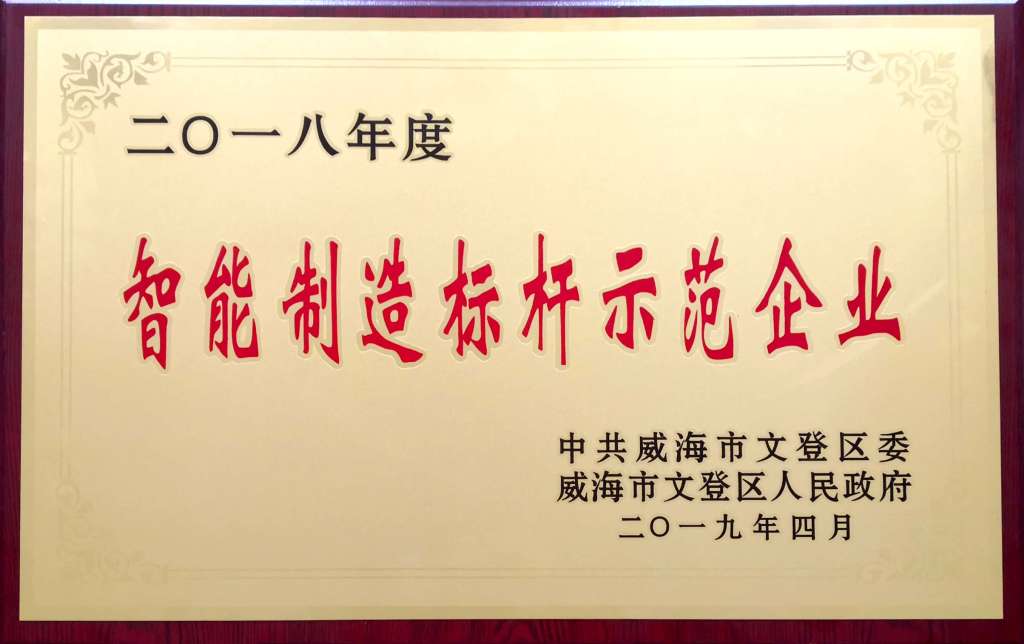 二〇一八年度
智能制造标杆示范企业
中共威海市文登区委
威海市文登区人民政府
二〇一九年四月